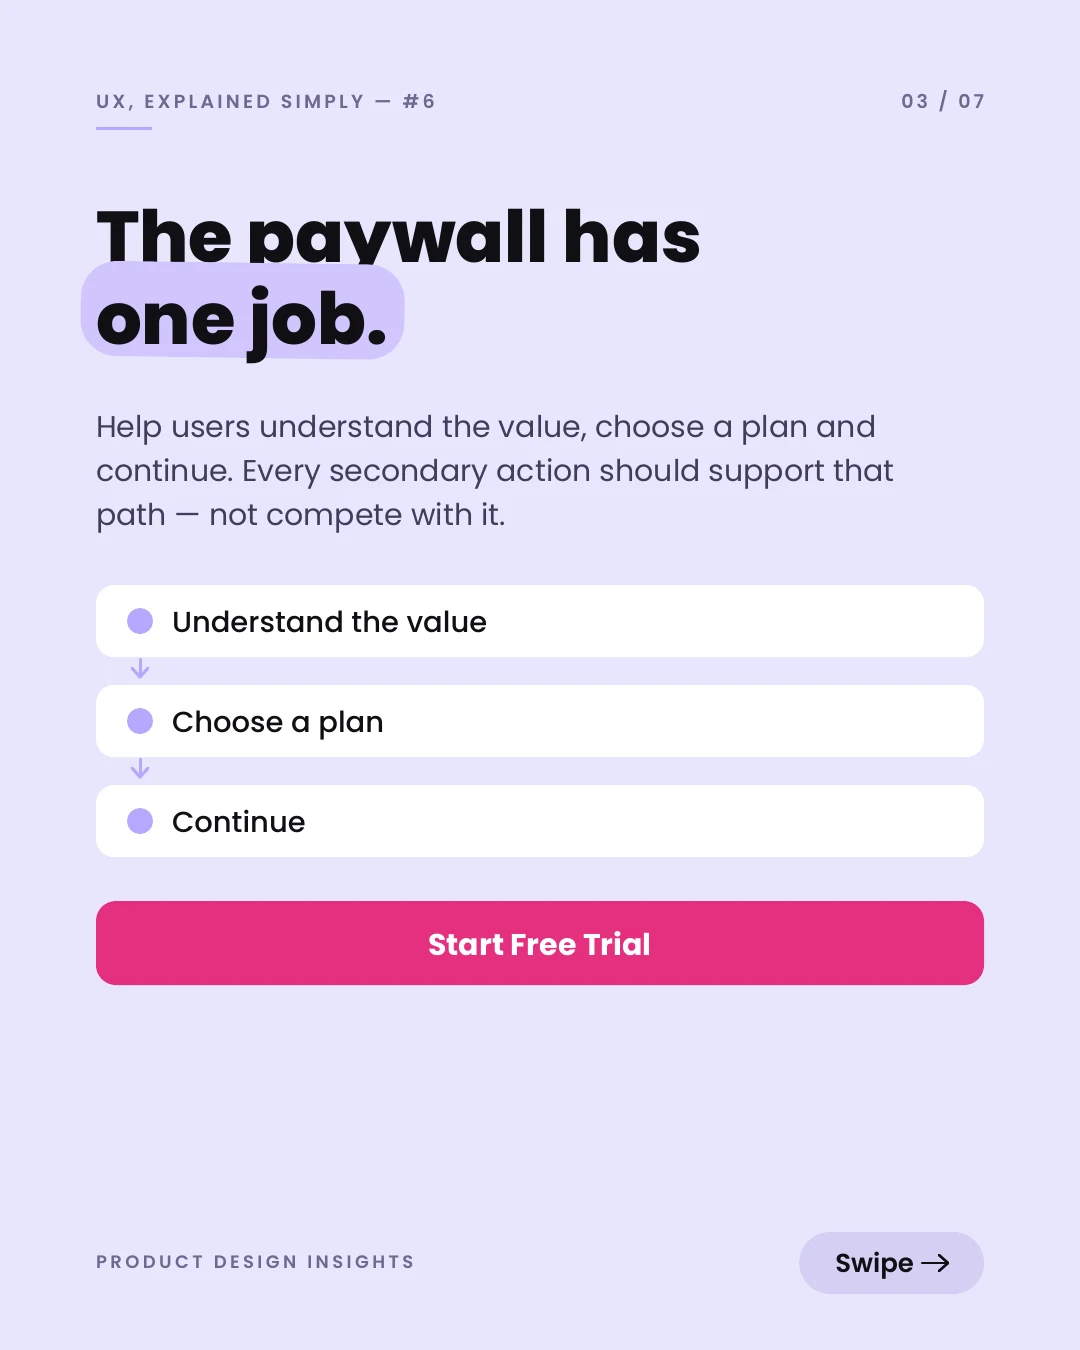 UX, EXPLAINED SIMPLY — #6
03 / 07
The paywall has
one job.
Help users understand the value, choose a plan and
continue. Every secondary action should support that
path — not compete with it.
Understand the value
Choose a plan
Continue
Start Free Trial
PRODUCT DESIGN INSIGHTS
Swipe →